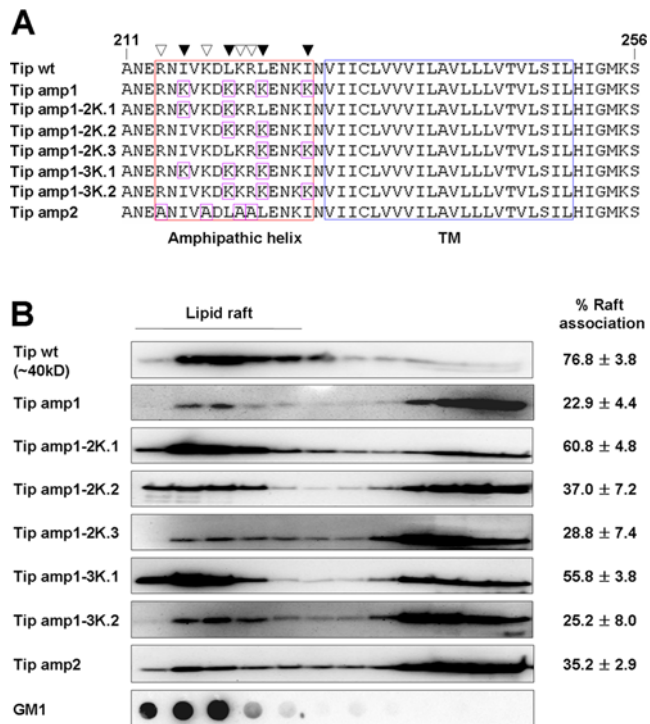 A
211 256
Tip wt ANERNIVKDLKRLENKINVIICLVVVILAVLLLVTVLSILHIGMKS
Tip amp1 ANERNKVKDKKRKENKKNVIICLVVVILAVLLLVTVLSILHIGMKS
Tip amp1-2K.1 ANERNKVKDKKRLENKINVIICLVVVILAVLLLVTVLSILHIGMKS
Tip amp1-2K.2 ANERNIVKDKKRKENKINVIICLVVVILAVLLLVTVLSILHIGMKS
Tip amp1-2K.3 ANERNIVKDLKRKENKKNVIICLVVVILAVLLLVTVLSILHIGMKS
Tip amp1-3K.1 ANERNKVKDKKRKENKINVIICLVVVILAVLLLVTVLSILHIGMKS
Tip amp1-3K.2 ANERNIVKDKKRKENKKNVIICLVVVILAVLLLVTVLSILHIGMKS
Tip amp2 ANEANIVADLAALENKINVIICLVVVILAVLLLVTVLSILHIGMKS
Amphipathic helix TM
B
Lipid raft
% Raft
association
Tip wt
(~40kD)
76.8 ± 3.8
Tip amp1 22.9 ± 4.4
Tip amp1-2K.1 60.8 ± 4.8
Tip amp1-2K.2 37.0 ± 7.2
Tip amp1-2K.3 28.8 ± 7.4
Tip amp1-3K.1 55.8 ± 3.8
Tip amp1-3K.2 25.2 ± 8.0
Tip amp2 35.2 ± 2.9
GM1